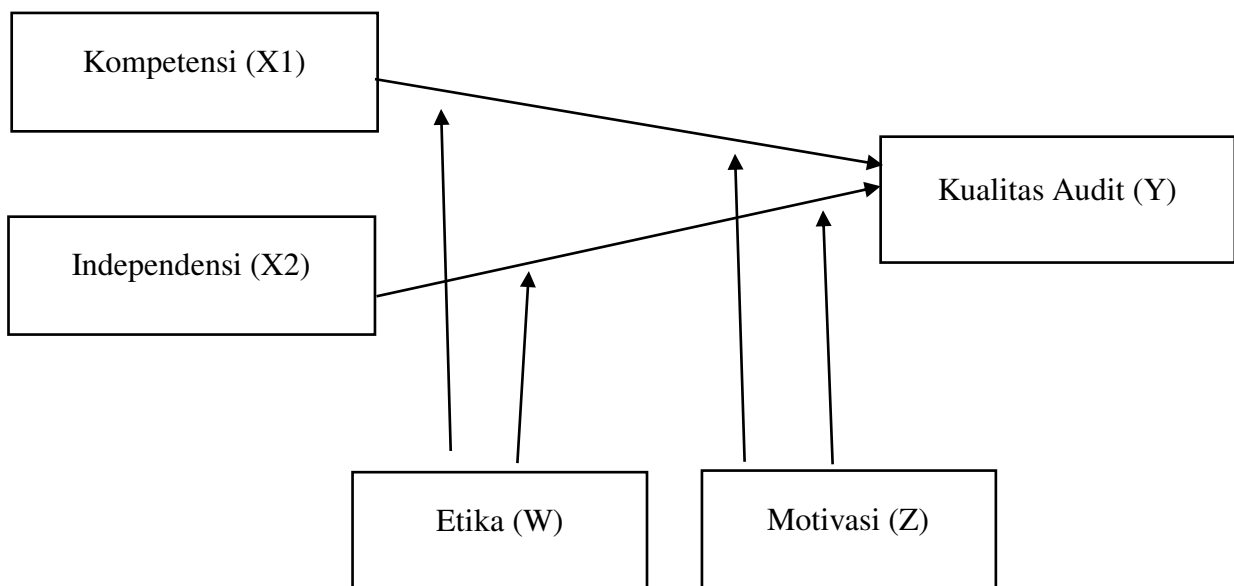 Kompetensi (X1)
Kualitas Audit (Y)
Independensi (X2)
Etika (W)
Motivasi (Z)